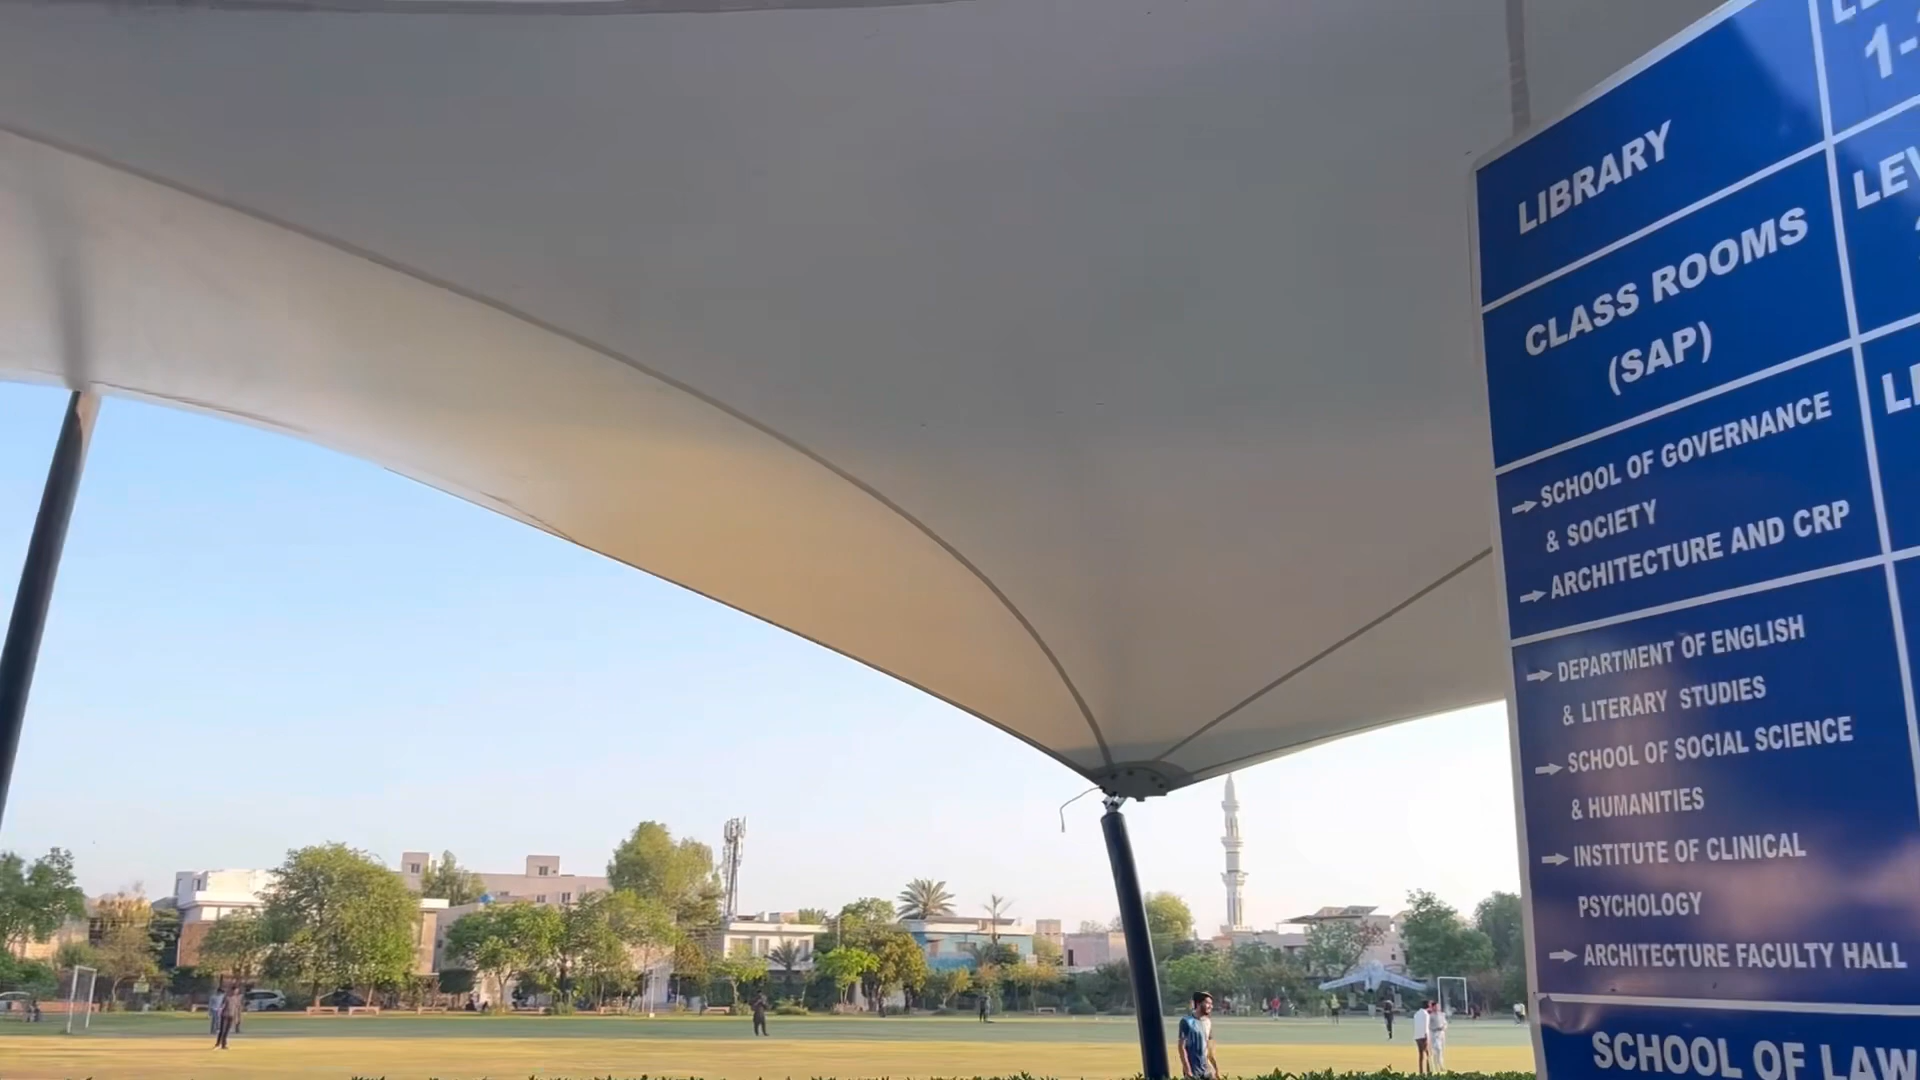 LIBRARY
CLASS ROOMS
(SAP)
SCHOOL OF GOVERNANCE
& SOCIETY
ARCHITECTURE AND CRP
DEPARTMENT OF ENGLISH
& LITERARY STUDIES
SCHOOL OF SOCIAL SCIENCE
& HUMANITIES
INSTITUTE OF CLINICAL
PSYCHOLOGY
ARCHITECTURE FACULTY HALL
SCHOOL OF LAW